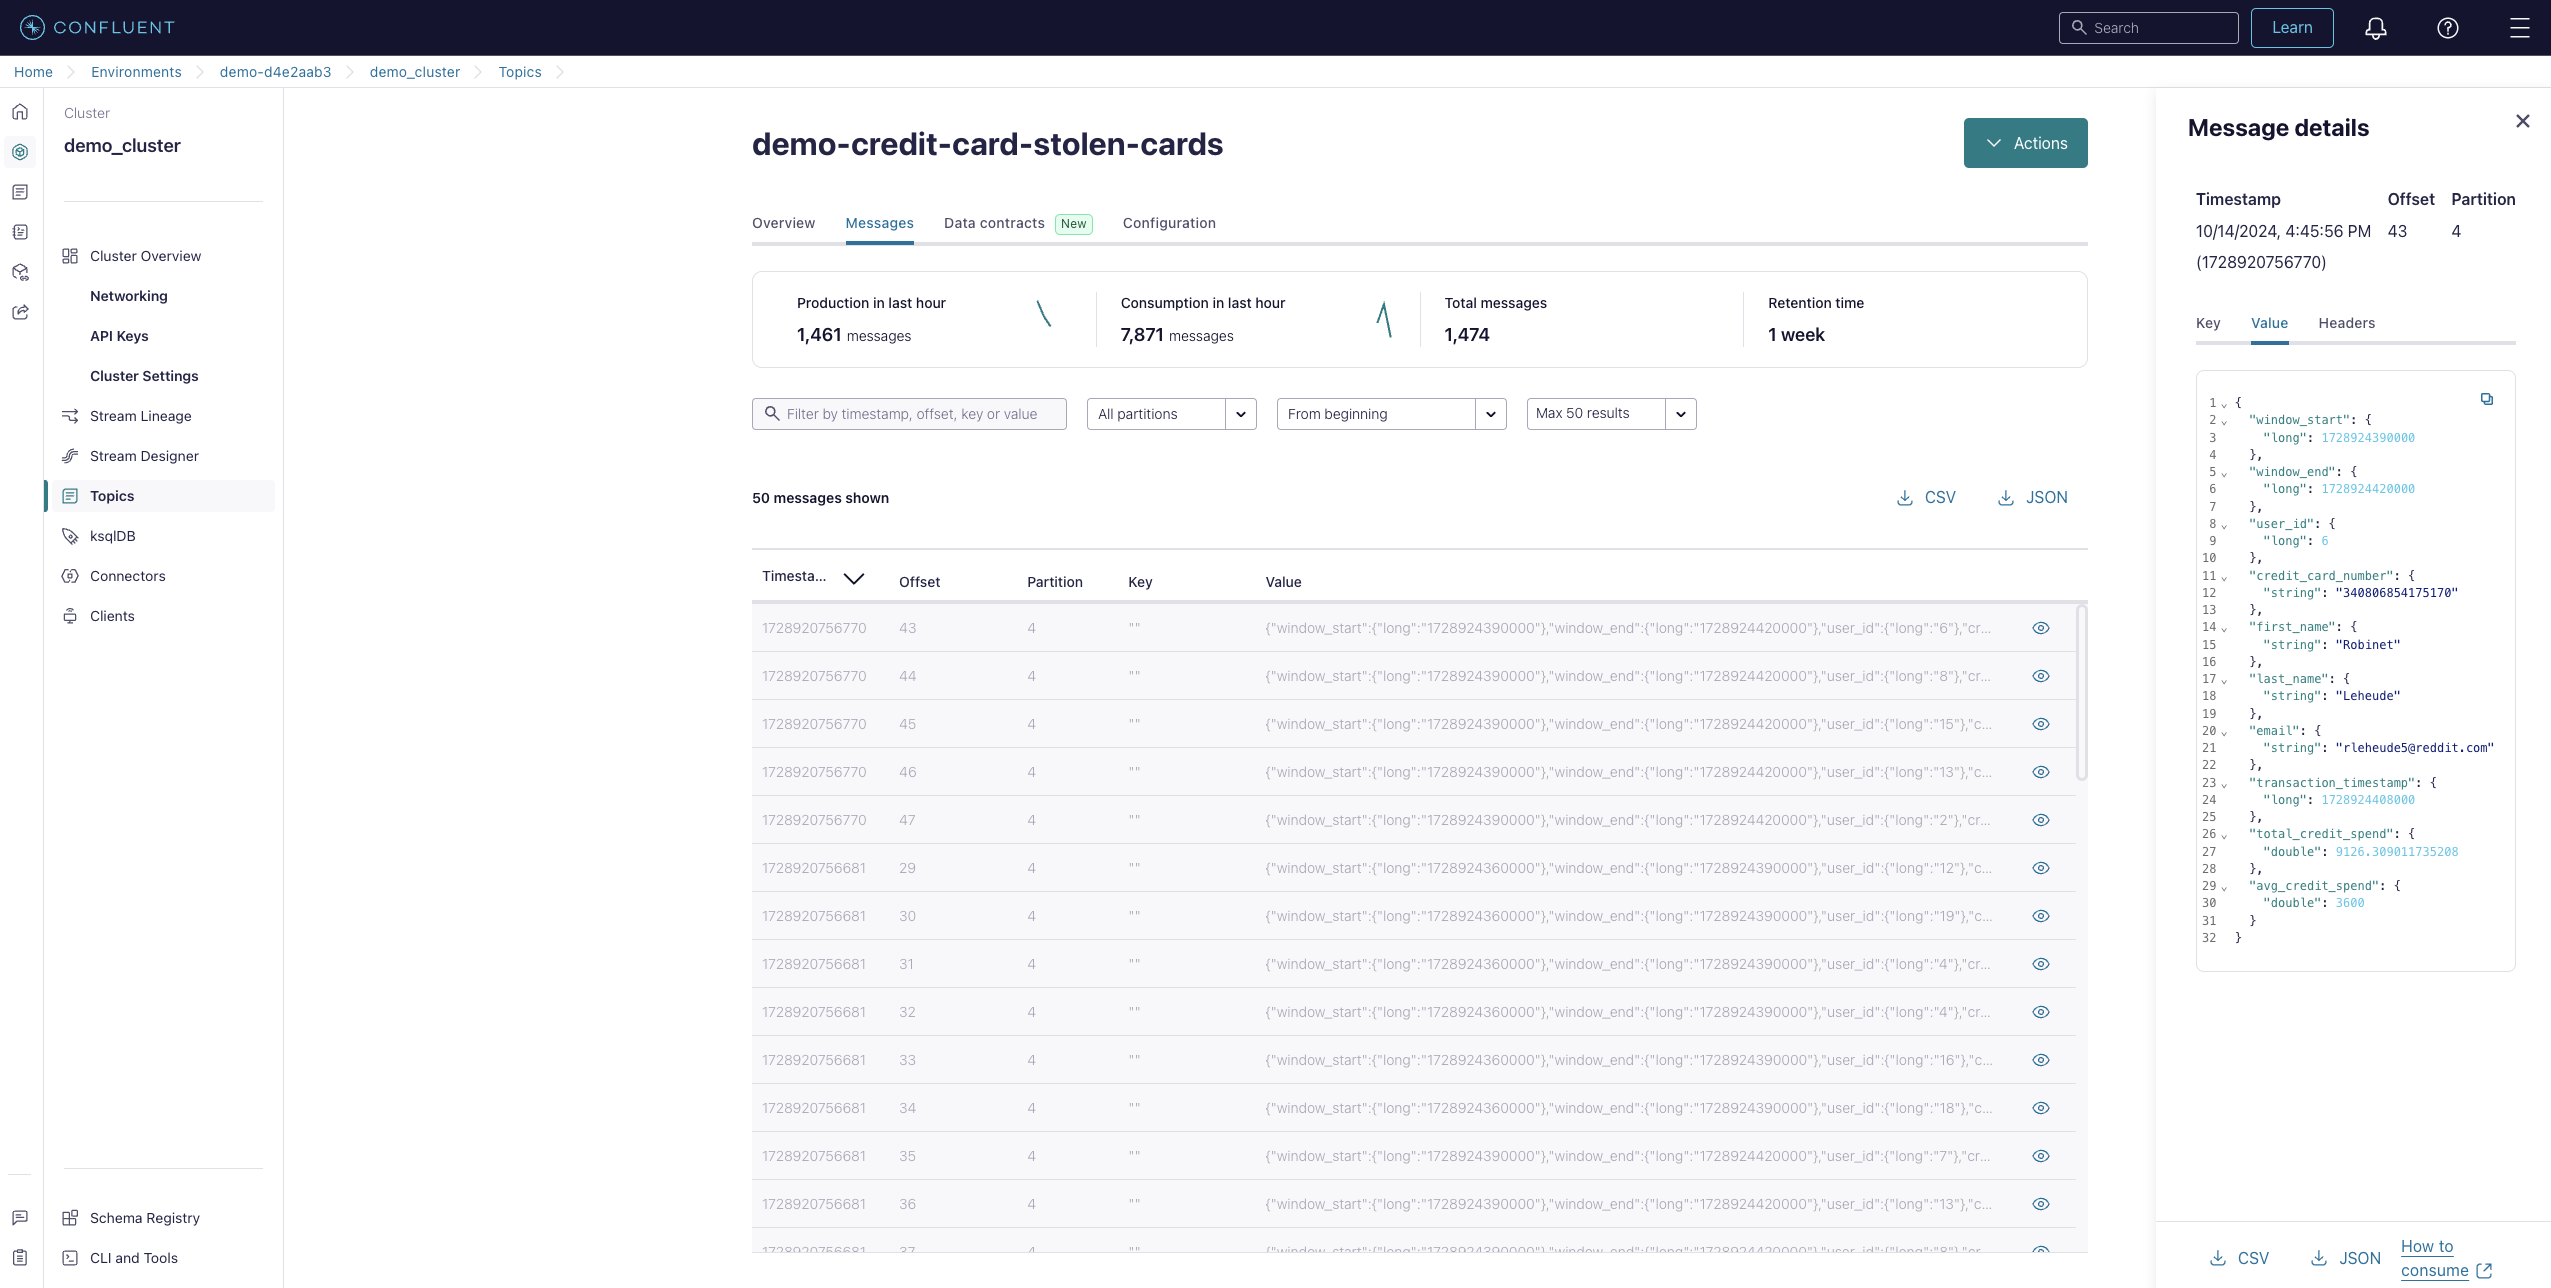 CONFLUENT
Search
Learn
Home
Environments
demo-d4e2aab3
demo_cluster
Topics
Cluster
demo_cluster
Cluster Overview
Networking
API Keys
Cluster Settings
Stream Lineage
Stream Designer
Topics
ksqlDB
Connectors
Clients
Schema Registry
CLI and Tools
demo-credit-card-stolen-cards
Actions
Overview
Messages
Data contracts New
Configuration
Production in last hour
1,461 messages
Consumption in last hour
7,871 messages
Total messages
1,474
Retention time
1 week
Filter by timestamp, offset, key or value
All partitions
From beginning
Max 50 results
50 messages shown
CSV
JSON
Timesta... Offset Partition Key Value
1728920756770 43 4 "" {"window_start":{"long":"1728924390000"},"window_end":{"long":"1728924420000"},"user_id":{"long":"6"},"cr...
1728920756770 44 4 "" {"window_start":{"long":"1728924390000"},"window_end":{"long":"1728924420000"},"user_id":{"long":"8"},"cr...
1728920756770 45 4 "" {"window_start":{"long":"1728924390000"},"window_end":{"long":"1728924420000"},"user_id":{"long":"15"},"c...
1728920756770 46 4 "" {"window_start":{"long":"1728924390000"},"window_end":{"long":"1728924420000"},"user_id":{"long":"13"},"c...
1728920756770 47 4 "" {"window_start":{"long":"1728924390000"},"window_end":{"long":"1728924420000"},"user_id":{"long":"2"},"cr...
1728920756681 29 4 "" {"window_start":{"long":"1728924360000"},"window_end":{"long":"1728924390000"},"user_id":{"long":"12"},"c...
1728920756681 30 4 "" {"window_start":{"long":"1728924360000"},"window_end":{"long":"1728924390000"},"user_id":{"long":"19"},"c...
1728920756681 31 4 "" {"window_start":{"long":"1728924360000"},"window_end":{"long":"1728924390000"},"user_id":{"long":"4"},"cr...
1728920756681 32 4 "" {"window_start":{"long":"1728924360000"},"window_end":{"long":"1728924390000"},"user_id":{"long":"4"},"cr...
1728920756681 33 4 "" {"window_start":{"long":"1728924360000"},"window_end":{"long":"1728924390000"},"user_id":{"long":"16"},"c...
1728920756681 34 4 "" {"window_start":{"long":"1728924360000"},"window_end":{"long":"1728924390000"},"user_id":{"long":"18"},"c...
1728920756681 35 4 "" {"window_start":{"long":"1728924390000"},"window_end":{"long":"1728924420000"},"user_id":{"long":"7"},"cr...
1728920756681 36 4 "" {"window_start":{"long":"1728924390000"},"window_end":{"long":"1728924420000"},"user_id":{"long":"13"},"c...
1728920756681 37 4 "" {"window_start":{"long":"1728924390000"},"window_end":{"long":"1728924420000"},"user_id":{"long":"8"},"cr...
Message details
Timestamp Offset Partition
10/14/2024, 4:45:56 PM 43 4
(1728920756770)
Key
Value
Headers
1 {
2 "window_start": {
3 "long": 1728924390000
4 },
5 "window_end": {
6 "long": 1728924420000
7 },
8 "user_id": {
9 "long": 6
10 },
11 "credit_card_number": {
12 "string": "340806854175170"
13 },
14 "first_name": {
15 "string": "Robinet"
16 },
17 "last_name": {
18 "string": "Leheude"
19 },
20 "email": {
21 "string": "rleheude5@reddit.com"
22 },
23 "transaction_timestamp": {
24 "long": 1728924408000
25 },
26 "total_credit_spend": {
27 "double": 9126.309011735208
28 },
29 "avg_credit_spend": {
30 "double": 3600
31 }
32 }
CSV
JSON
How to
consume